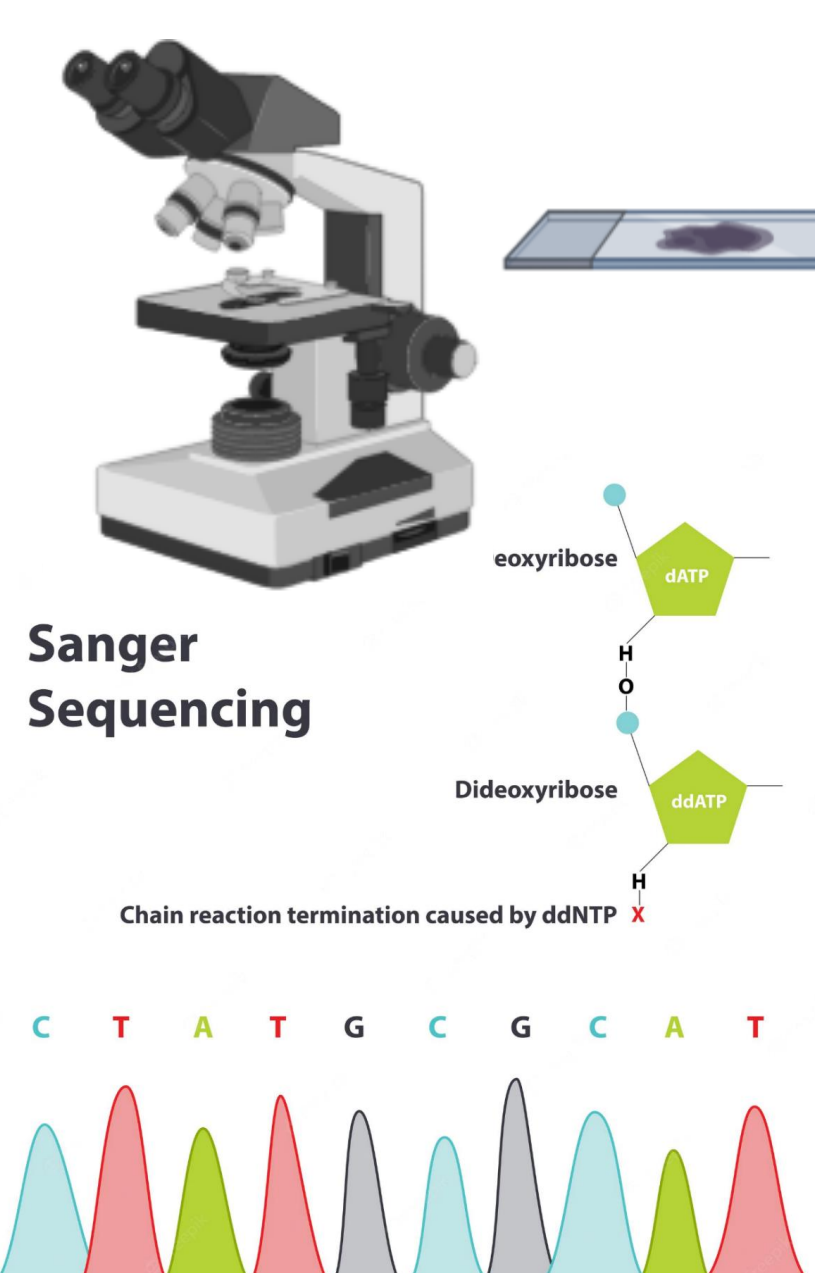 eoxyribose
dATP
H
O
Sanger
Sequencing
Dideoxyribose
ddATP
H
Chain reaction termination caused by ddNTP X
C T A T G C G C A T